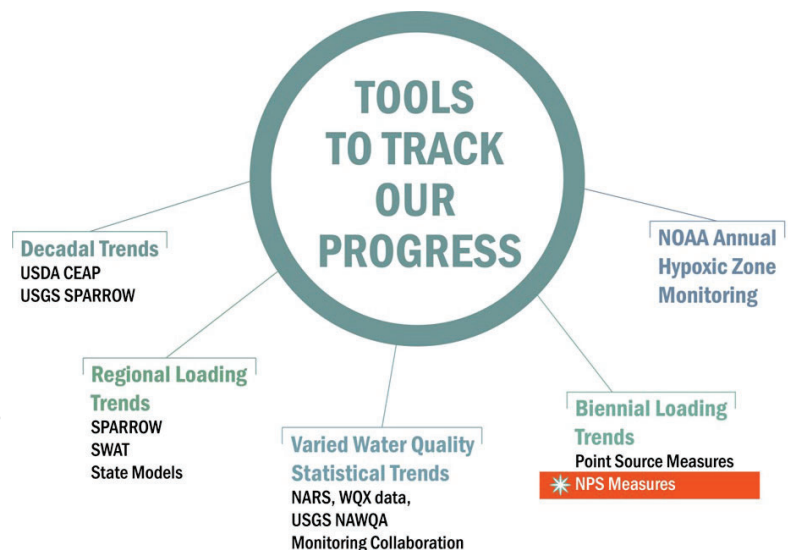 TOOLS
TO TRACK
OUR
PROGRESS
Decadal Trends
USDA CEAP
USGS SPARROW
Regional Loading
Trends
SPARROW
SWAT
State Models
Varied Water Quality
Statistical Trends
NARS, WQX data,
USGS NAWQA
Monitoring Collaboration
Biennial Loading
Trends
Point Source Measures
NPS Measures
NOAA Annual
Hypoxic Zone
Monitoring